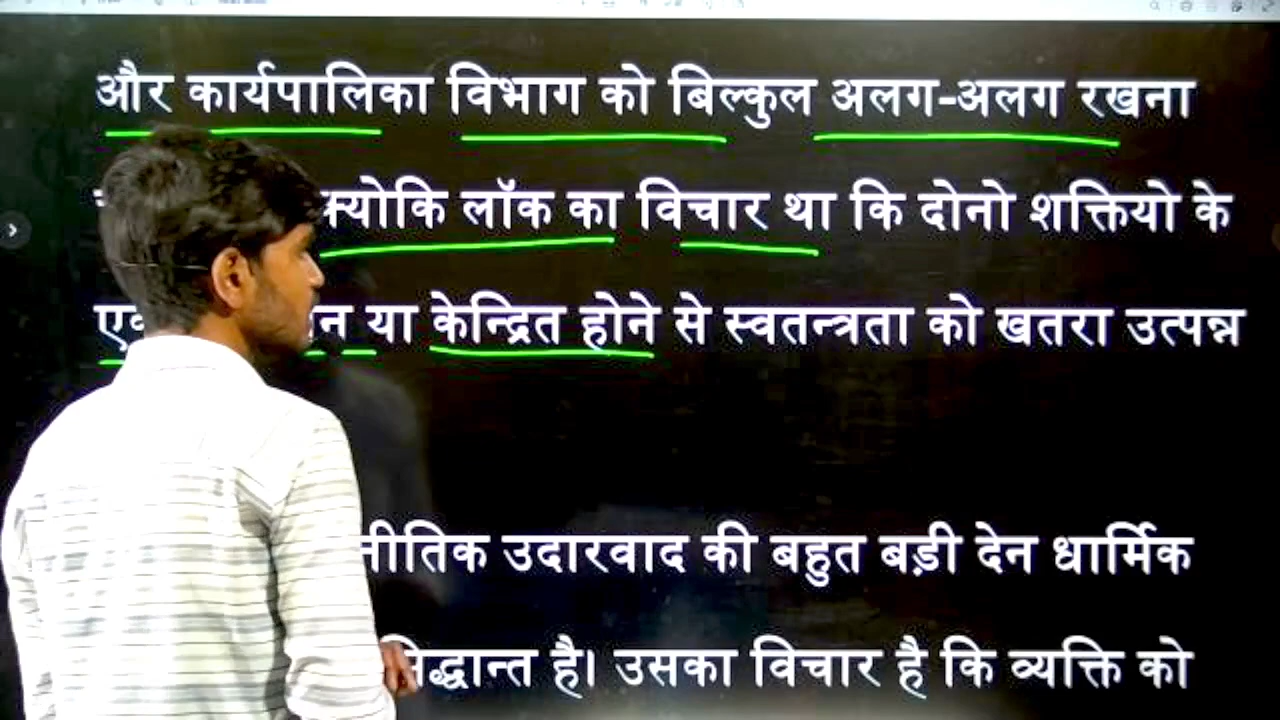 और कार्यपालिका विभाग को बिल्कुल अलग-अलग रखना
क्योकि लॉक का विचार था कि दोनो शक्तियो के
या केन्द्रित होने से स्वतन्त्रता को खतरा उत्पन्न
उदारवाद की बहुत बड़ी देन धार्मिक
है। उसका विचार है कि व्यक्ति को